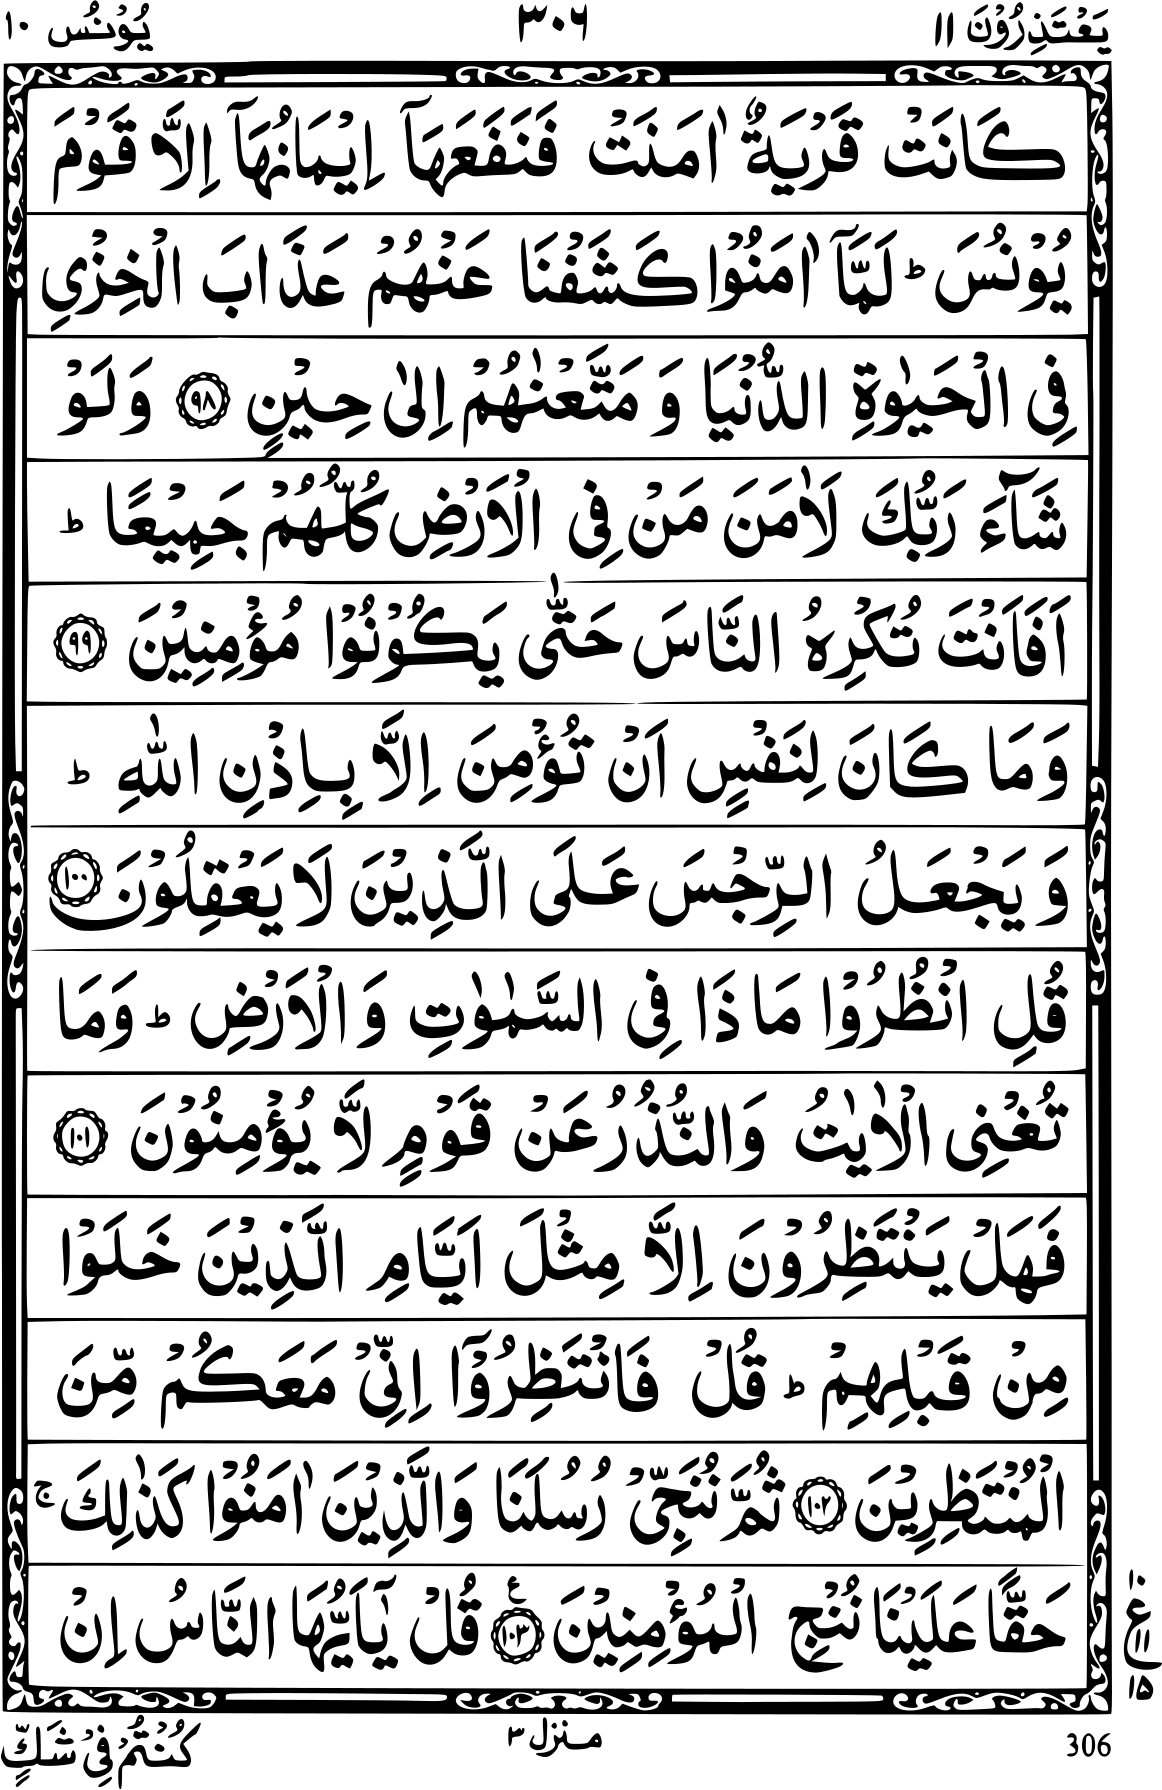 يَعْتَذِرُوْنَ ۱۱ ۳۰۶ يُوْنُس ۱۰
كَانَتْ قَرْيَةٌ اٰمَنَتْ فَنَفَعَهَاۤ اِيْمَانُهَاۤ اِلَّا قَوْمَ
يُوْنُسَ ؕ لَمَّاۤ اٰمَنُوْا كَشَفْنَا عَنْهُمْ عَذَابَ الْخِزْىِ
فِى الْحَيٰوةِ الدُّنْيَا وَ مَتَّعْنٰهُمْ اِلٰى حِيْنٍ ﴿۹۸﴾ وَ لَوْ
شَآءَ رَبُّكَ لَاٰمَنَ مَنْ فِى الْاَرْضِ كُلُّهُمْ جَمِيْعًا ؕ
اَفَاَنْتَ تُكْرِهُ النَّاسَ حَتّٰى يَكُوْنُوْا مُؤْمِنِيْنَ ﴿۹۹﴾
وَ مَا كَانَ لِنَفْسٍ اَنْ تُؤْمِنَ اِلَّا بِاِذْنِ اللّٰهِ ؕ
وَ يَجْعَلُ الرِّجْسَ عَلَى الَّذِيْنَ لَا يَعْقِلُوْنَ ﴿۱۰۰﴾
قُلِ انْظُرُوْا مَا ذَا فِى السَّمٰوٰتِ وَ الْاَرْضِ ؕ وَ مَا
تُغْنِى الْاٰيٰتُ وَ النُّذُرُ عَنْ قَوْمٍ لَّا يُؤْمِنُوْنَ ﴿۱۰۱﴾
فَهَلْ يَنْتَظِرُوْنَ اِلَّا مِثْلَ اَيَّامِ الَّذِيْنَ خَلَوْا
مِنْ قَبْلِهِمْ ؕ قُلْ فَانْتَظِرُوْۤا اِنِّىْ مَعَكُمْ مِّنَ
الْمُنْتَظِرِيْنَ ﴿۱۰۲﴾ ثُمَّ نُنَجِّىْ رُسُلَنَا وَ الَّذِيْنَ اٰمَنُوْا كَذٰلِكَ ۚ
حَقًّا عَلَيْنَا نُنْجِ الْمُؤْمِنِيْنَ ﴿۱۰۳﴾ ع قُلْ يٰۤاَيُّهَا النَّاسُ اِنْ
۱۰
ع
۱۱
۱۵
306 مـنزل ۳ كُنْتُمْ فِىْ شَكٍّ